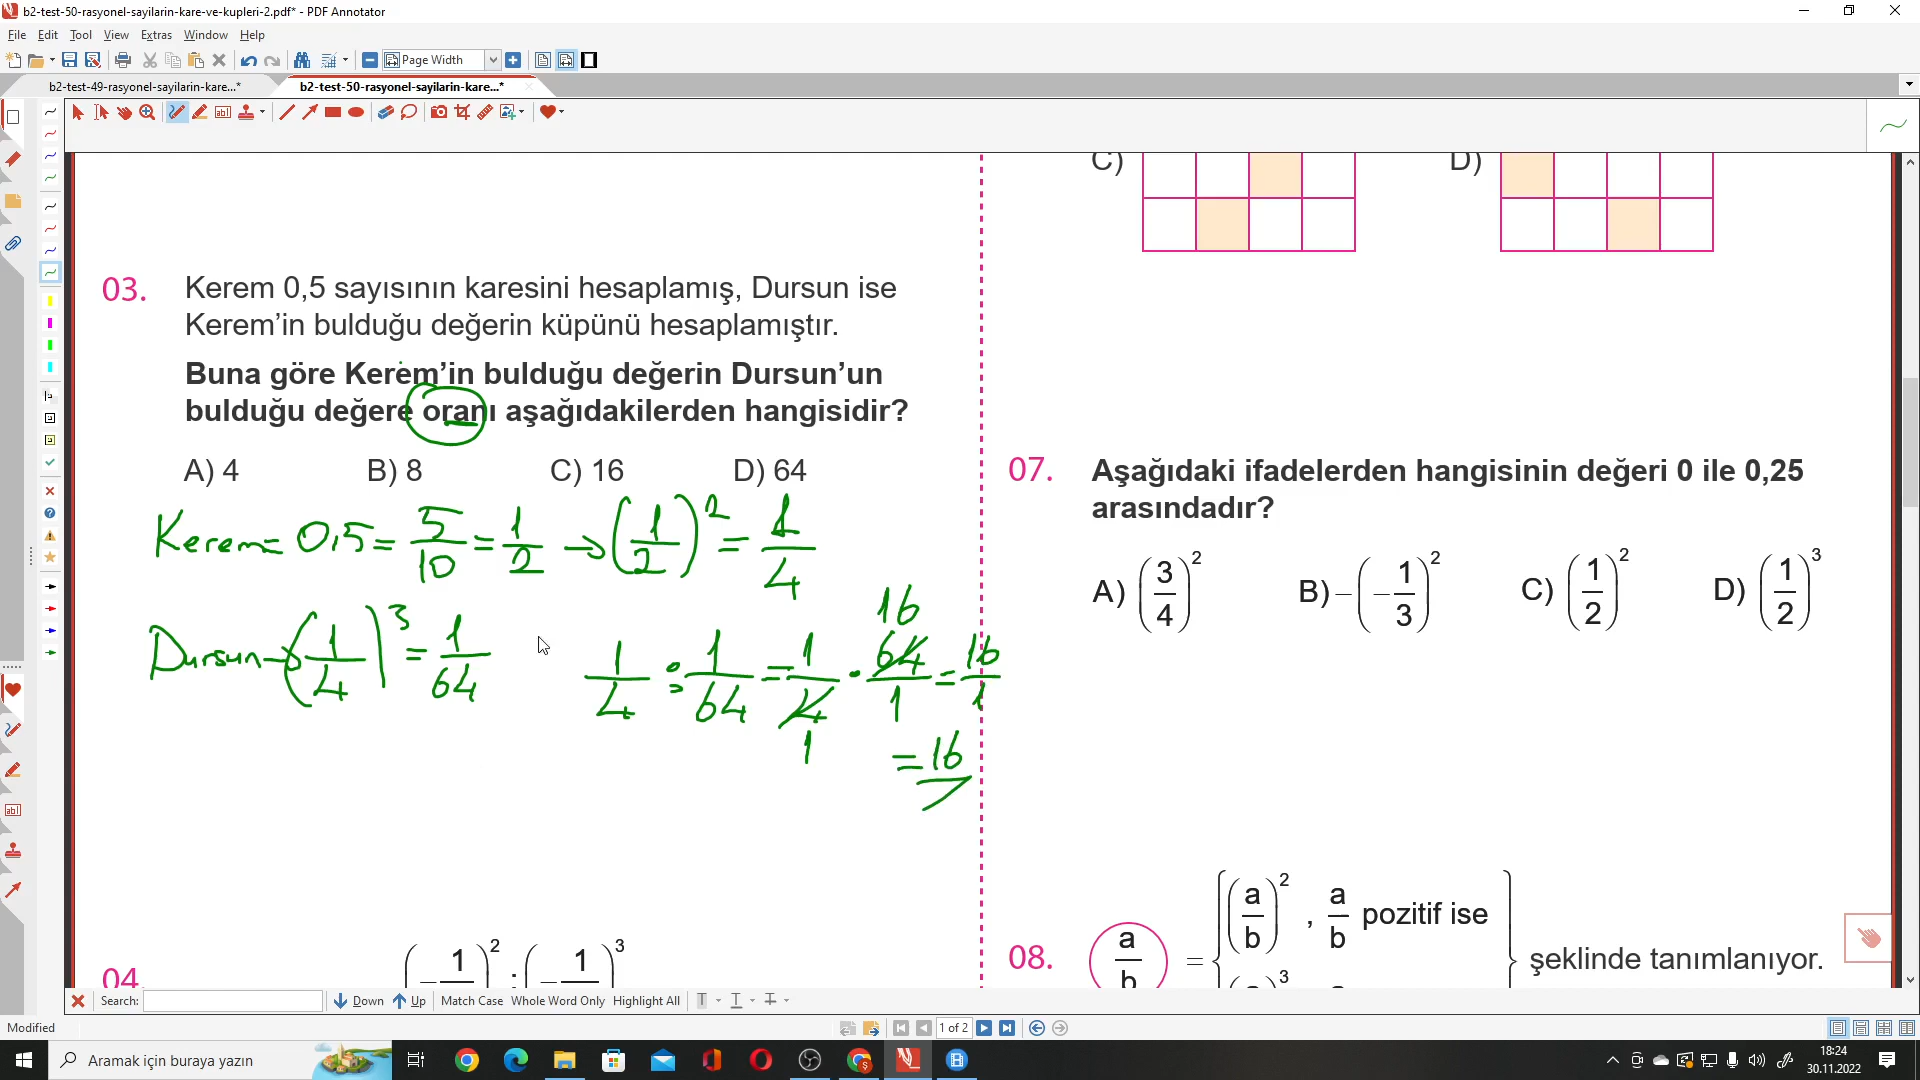 b2-test-50-rasyonel-sayilarin-kare-ve-kupleri-2.pdf* - PDF Annotator
File Edit Tool View Extras Window Help
Page Width
b2-test-49-rasyonel-sayilarin-kare...* b2-test-50-rasyonel-sayilarin-kare...*
C) D)
03. Kerem 0,5 sayısının karesini hesaplamış, Dursun ise
Kerem'in bulduğu değerin küpünü hesaplamıştır.
Buna göre Kerem'in bulduğu değerin Dursun'un
bulduğu değere oranı aşağıdakilerden hangisidir?
A) 4 B) 8 C) 16 D) 64
Kerem= 0,5 = 5/10 = 1/2 → (1/2)² = 1/4
Dursun→(1/4)³ = 1/64
1/4 : 1/64 = 1/4 · 64/1 = 16/1
16
1
= 16
04. (-1 )² : (-1 )³
07. Aşağıdaki ifadelerden hangisinin değeri 0 ile 0,25
arasındadır?
A) (3/4)² B) -(-1/3)² C) (1/2)² D) (1/2)³
08. a/b = { (a/b)² , a/b pozitif ise } şeklinde tanımlanıyor.
Search: Down Up Match Case Whole Word Only Highlight All
Modified 1 of 2
Aramak için buraya yazın
18:24
30.11.2022